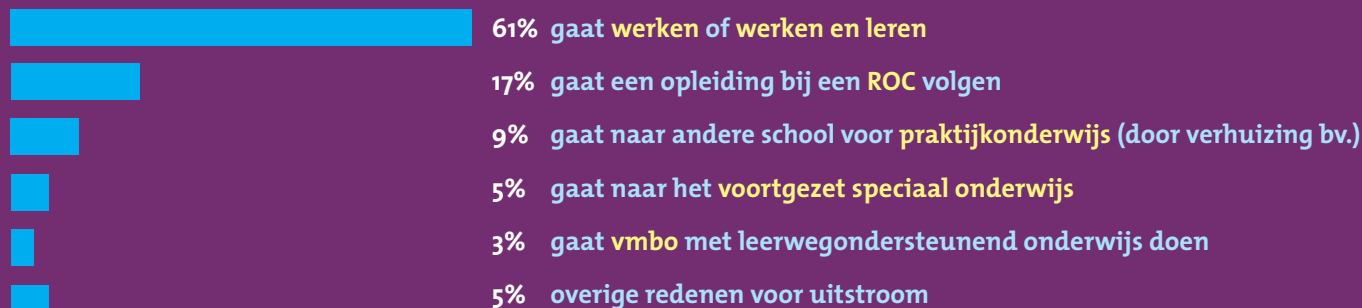 61% gaat werken of werken en leren
17% gaat een opleiding bij een ROC volgen
9% gaat naar andere school voor praktijkonderwijs (door verhuizing bv.)
5% gaat naar het voortgezet speciaal onderwijs
3% gaat vmbo met leerwegondersteunend onderwijs doen
5% overige redenen voor uitstroom